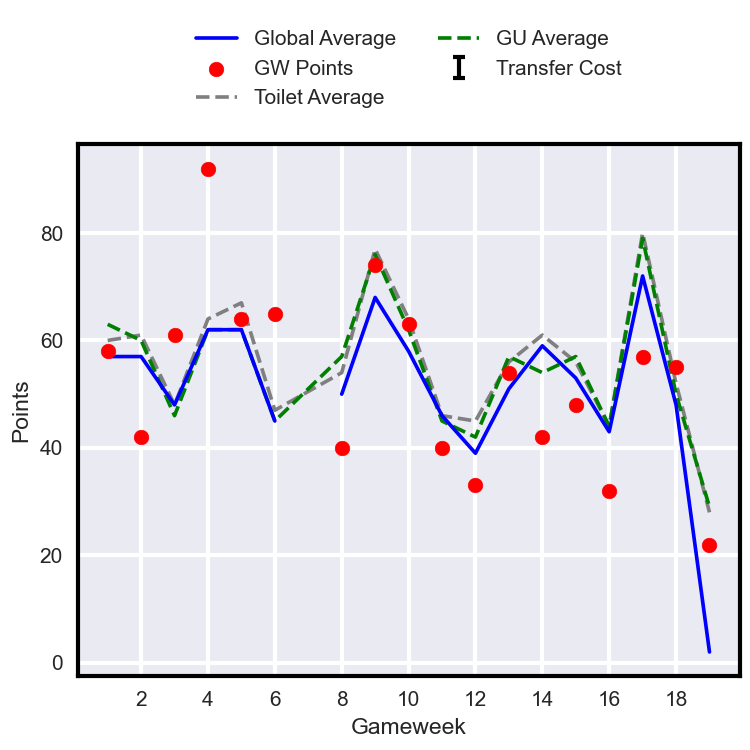 Global Average
GW Points
Toilet Average
GU Average
Transfer Cost
Points
80
60
40
20
0
2 4 6 8 10 12 14 16 18
Gameweek